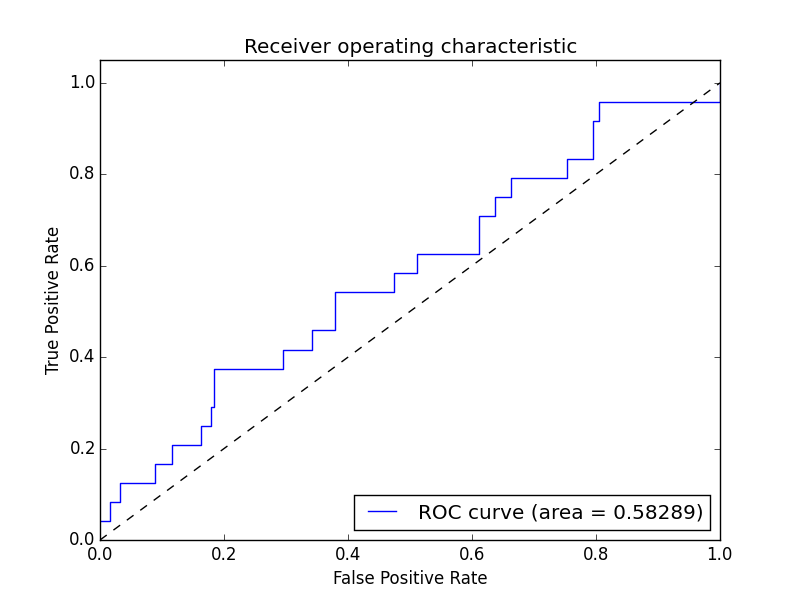 Receiver operating characteristic
1.0
0.8
0.6
0.4
0.2
0.0
True Positive Rate
ROC curve (area = 0.58289)
0.0 0.2 0.4 0.6 0.8 1.0
False Positive Rate